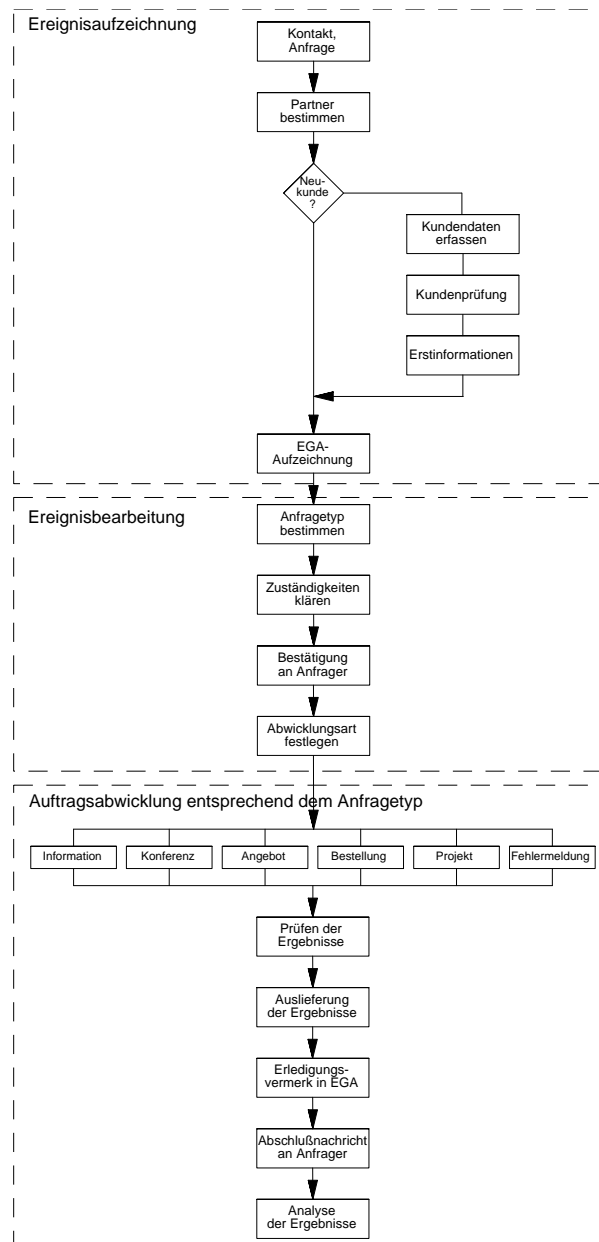 Ereignisaufzeichnung
Kontakt,
Anfrage
Partner
bestimmen
Neu-
kunde
?
Kundendaten
erfassen
Kundenprüfung
Erstinformationen
EGA-
Aufzeichnung
Ereignisbearbeitung
Anfragetyp
bestimmen
Zuständigkeiten
klären
Bestätigung
an Anfrager
Abwicklungsart
festlegen
Auftragsabwicklung entsprechend dem Anfragetyp
Information Konferenz Angebot Bestellung Projekt Fehlermeldung
Prüfen der
Ergebnisse
Auslieferung
der Ergebnisse
Erledigungs-
vermerk in EGA
Abschlußnachricht
an Anfrager
Analyse
der Ergebnisse